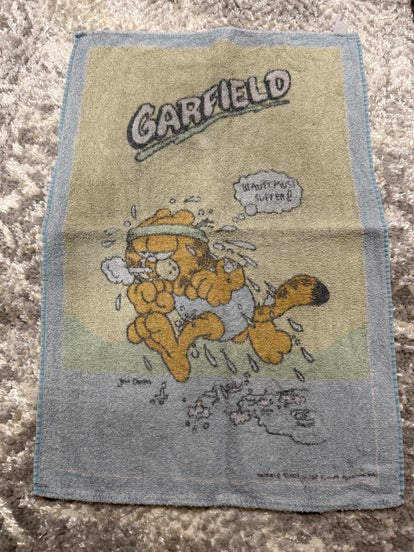 GARFIELD
BEAUTY MUST
SUFFER!
Jim Davis